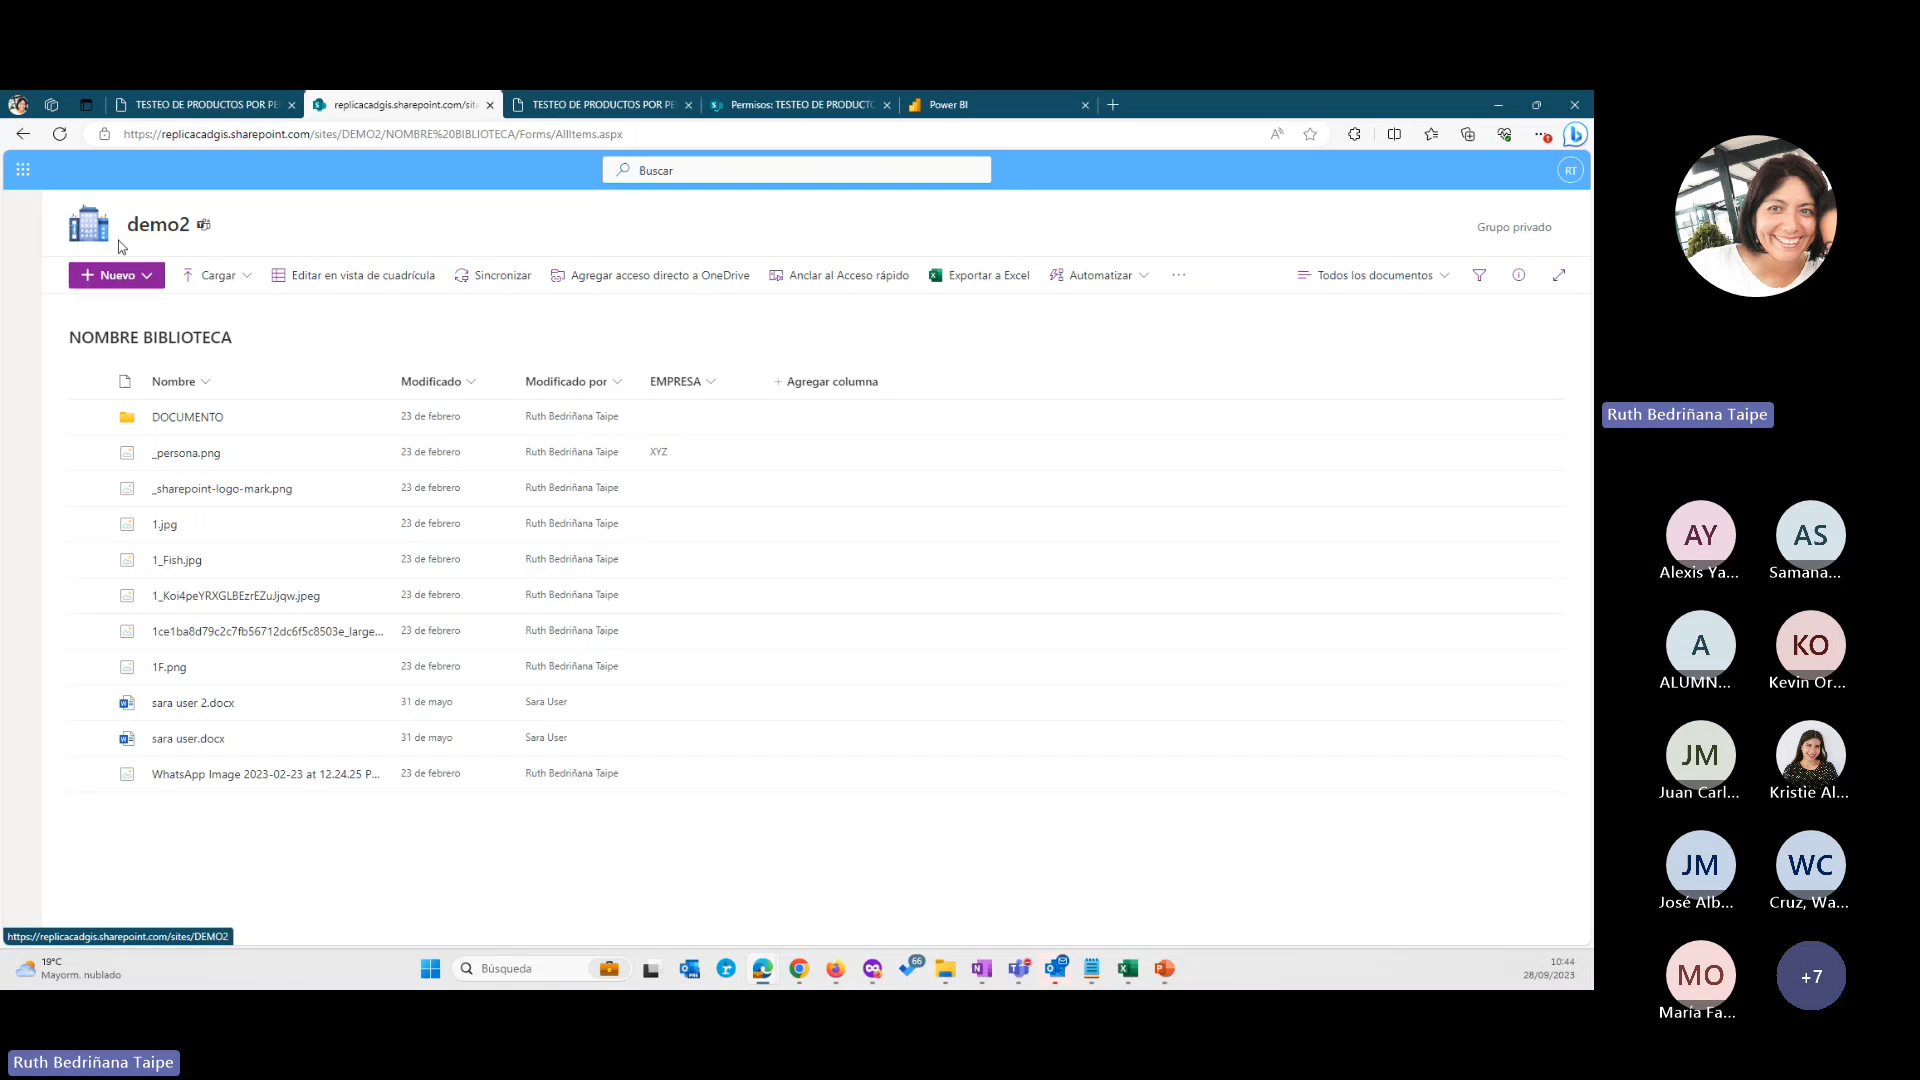 TESTEO DE PRODUCTOS POR PE
replicacadgis.sharepoint.com/site
TESTEO DE PRODUCTOS POR PE
Permisos: TESTEO DE PRODUCTO
Power BI
https://replicacadgis.sharepoint.com/sites/DEMO2/NOMBRE%20BIBLIOTECA/Forms/AllItems.aspx
Buscar
RT
demo2
Grupo privado
Nuevo
Cargar
Editar en vista de cuadrícula
Sincronizar
Agregar acceso directo a OneDrive
Anclar al Acceso rápido
Exportar a Excel
Automatizar
Todos los documentos
NOMBRE BIBLIOTECA
Nombre Modificado Modificado por EMPRESA + Agregar columna
DOCUMENTO 23 de febrero Ruth Bedriñana Taipe
_persona.png 23 de febrero Ruth Bedriñana Taipe XYZ
_sharepoint-logo-mark.png 23 de febrero Ruth Bedriñana Taipe
1.jpg 23 de febrero Ruth Bedriñana Taipe
1_Fish.jpg 23 de febrero Ruth Bedriñana Taipe
1_Koi4peYRXGLBEzrEZuJjqw.jpeg 23 de febrero Ruth Bedriñana Taipe
1ce1ba8d79c2c7fb56712dc6f5c8503e_large... 23 de febrero Ruth Bedriñana Taipe
1F.png 23 de febrero Ruth Bedriñana Taipe
sara user 2.docx 31 de mayo Sara User
sara user.docx 31 de mayo Sara User
WhatsApp Image 2023-02-23 at 12.24.25 P... 23 de febrero Ruth Bedriñana Taipe
https://replicacadgis.sharepoint.com/sites/DEMO2
19°C
Mayorm. nublado
Búsqueda
66
10:44
28/09/2023
Ruth Bedriñana Taipe
AY
Alexis Ya...
AS
Samana...
A
ALUMN...
KO
Kevin Or...
JM
Juan Carl...
Kristie Al...
JM
José Alb...
WC
Cruz, Wa...
MO
María Fa...
+7
Ruth Bedriñana Taipe